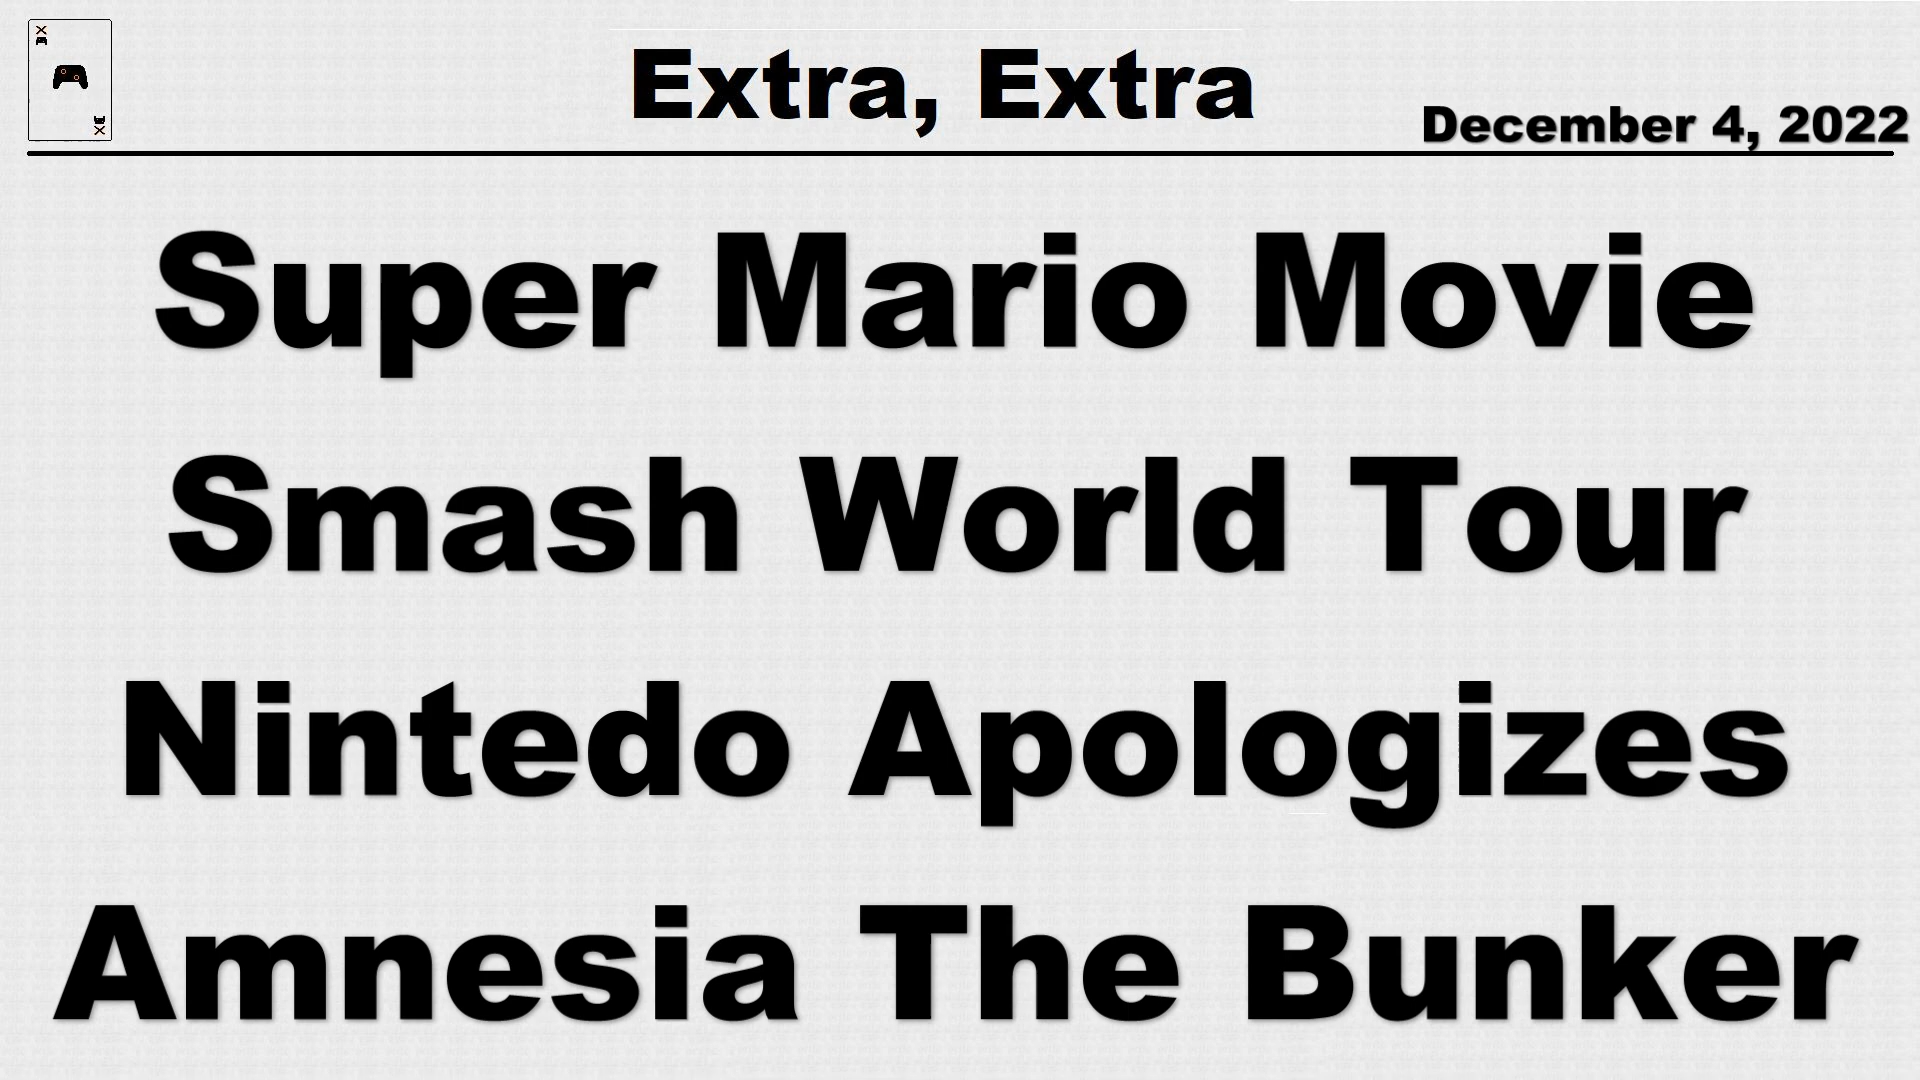 X
Extra, Extra
December 4, 2022
X
Super Mario Movie
Smash World Tour
Nintedo Apologizes
Amnesia The Bunker